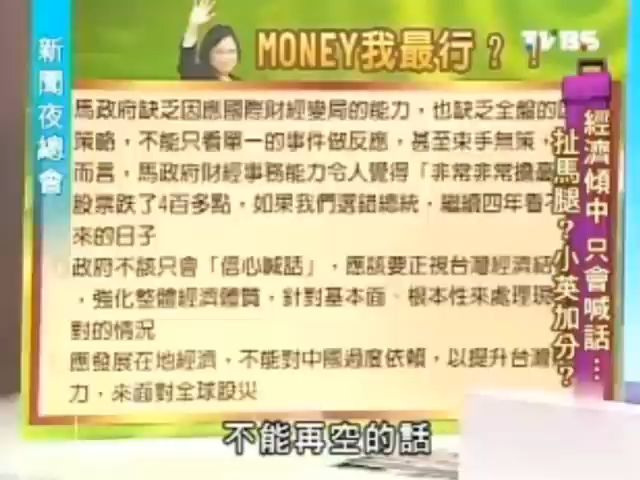 TVBS
MONEY我最行？！
新聞夜總會
馬政府缺乏因應國際財經變局的能力，也缺乏全盤的
策略，不能只看單一的事件做反應，甚至束手無策，
而言，馬政府財經事務能力令人覺得「非常非常擔憂
股票跌了4百多點，如果我們選錯總統，繼續四年看不
來的日子
政府不該只會「信心喊話」，應該要正視台灣經濟結
，強化整體經濟體質，針對基本面、根本性來處理現
對的情況
應發展在地經濟，不能對中國過度依賴，以提升台灣
力，來面對全球股災
經濟傾中 只會喊話…
扯馬腿？小英加分？
不能再空的話